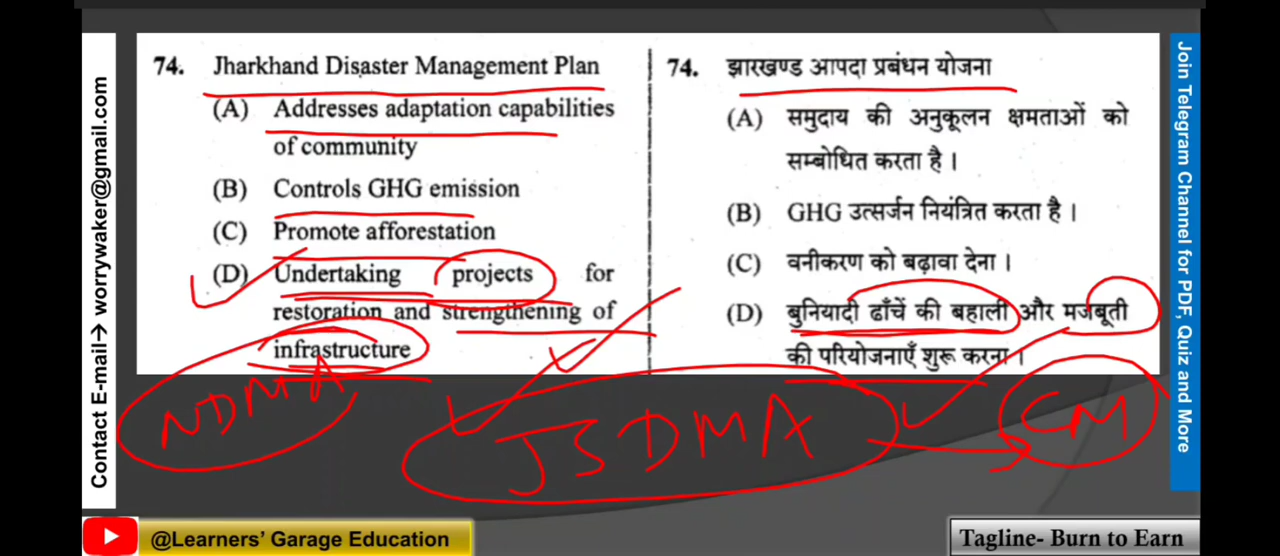 Contact E-mail→ worrywaker@gmail.com
74. Jharkhand Disaster Management Plan
(A) Addresses adaptation capabilities
of community
(B) Controls GHG emission
(C) Promote afforestation
(D) Undertaking projects for
restoration and strengthening of
infrastructure
74. झारखण्ड आपदा प्रबंधन योजना
(A) समुदाय की अनुकूलन क्षमताओं को
सम्बोधित करता है।
(B) GHG उत्सर्जन नियंत्रित करता है।
(C) वनीकरण को बढ़ावा देना।
(D) बुनियादी ढाँचें की बहाली और मजबूती
की परियोजनाएँ शुरू करना।
NDMA
JSDMA
CM
Join Telegram Channel for PDF, Quiz and More
@Learners’ Garage Education
Tagline- Burn to Earn